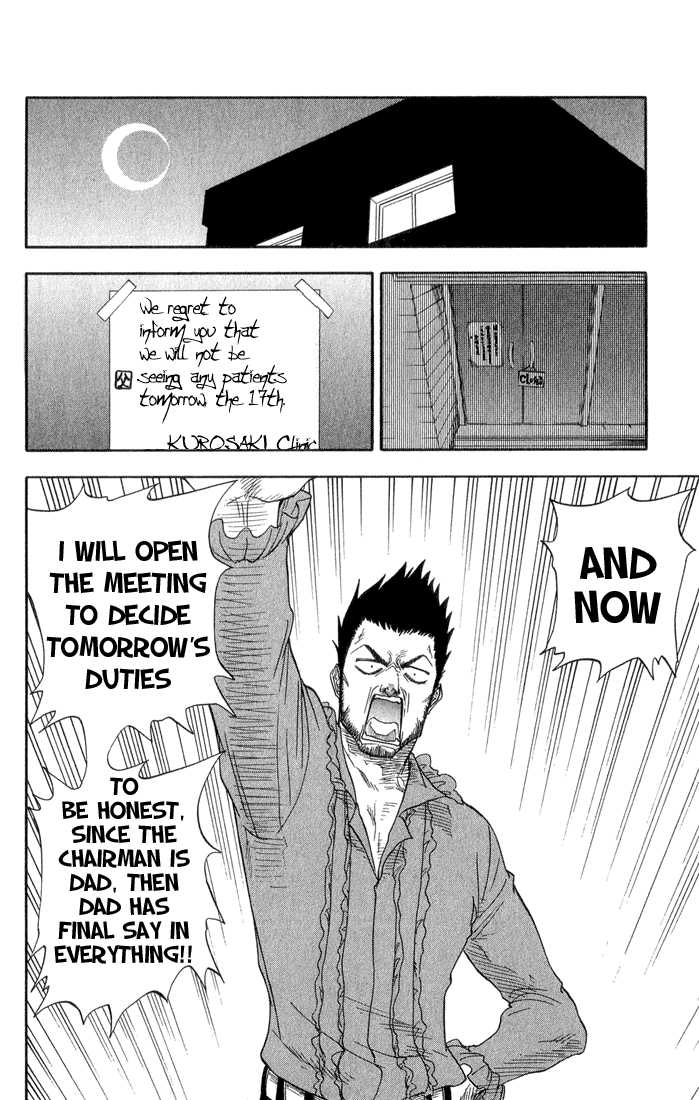 We regret to
inform you that
we will not be
seeing any patients
tomorrow the 17th
父
KUROSAKI Clinic
AND
NOW
I WILL OPEN
THE MEETING
TO DECIDE
TOMORROW'S
DUTIES
TO
BE HONEST,
SINCE THE
CHAIRMAN IS
DAD, THEN
DAD HAS
FINAL SAY IN
EVERYTHING!!